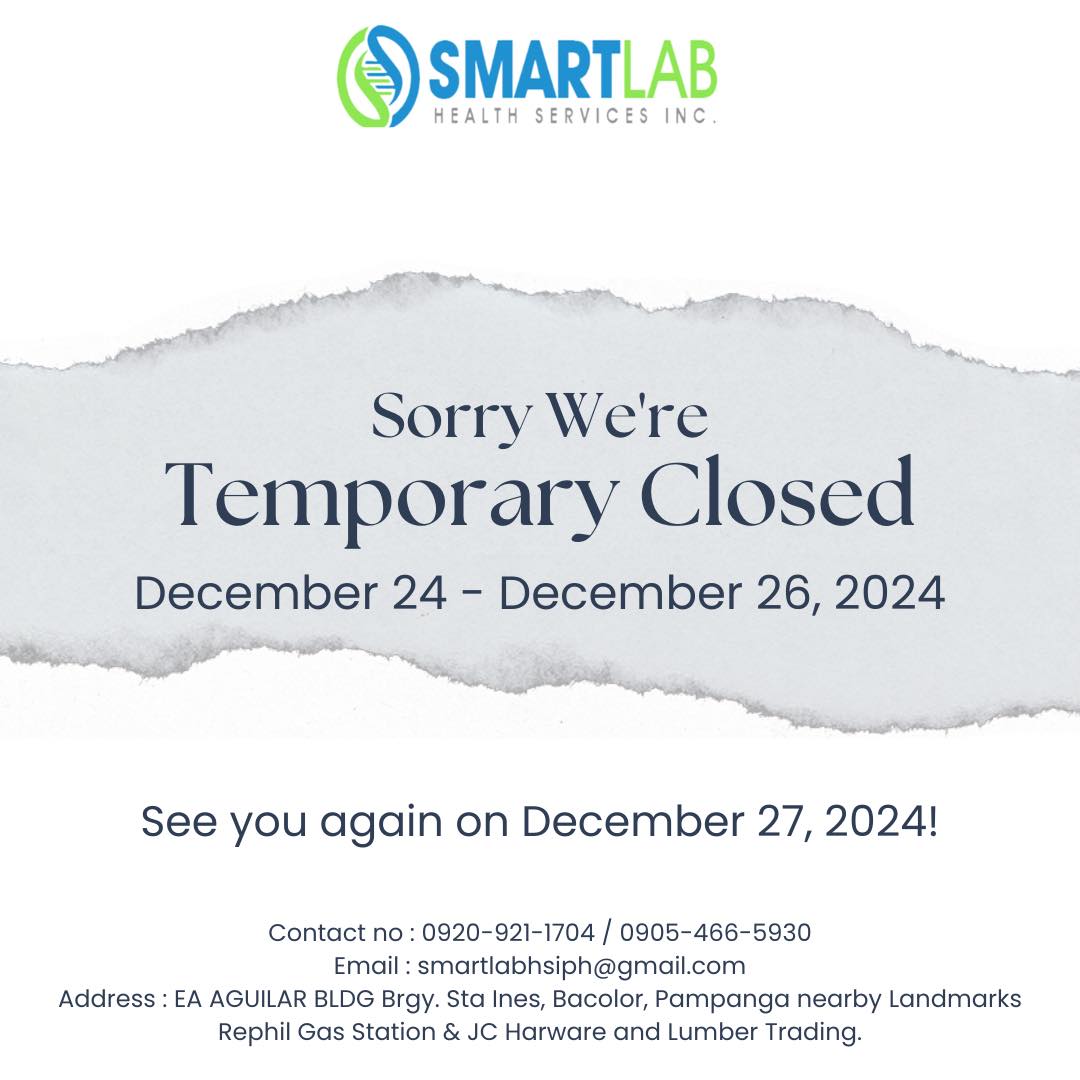 SMARTLAB
HEALTH SERVICES INC.
Sorry We're
Temporary Closed
December 24 - December 26, 2024
See you again on December 27, 2024!
Contact no : 0920-921-1704 / 0905-466-5930
Email : smartlabhsiph@gmail.com
Address : EA AGUILAR BLDG Brgy. Sta Ines, Bacolor, Pampanga nearby Landmarks
Rephil Gas Station & JC Harware and Lumber Trading.